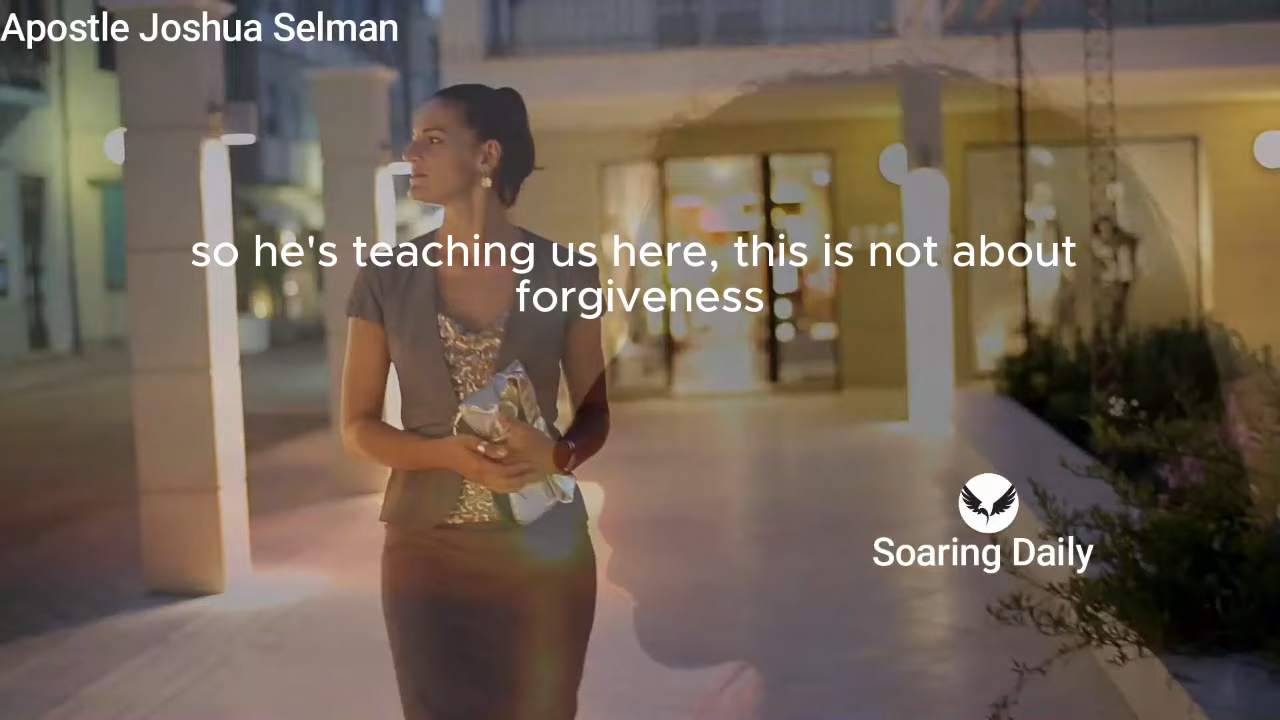 Apostle Joshua Selman
so he's teaching us here, this is not about
forgiveness
Soaring Daily